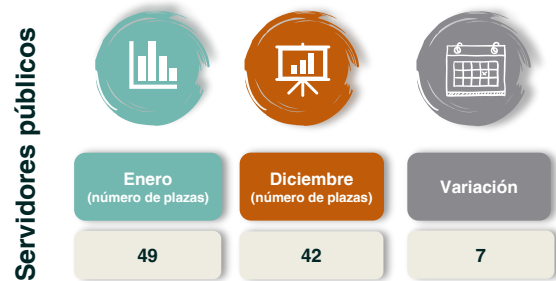 Servidores públicos
Enero
(número de plazas)
Diciembre
(número de plazas)
Variación
49
42
7